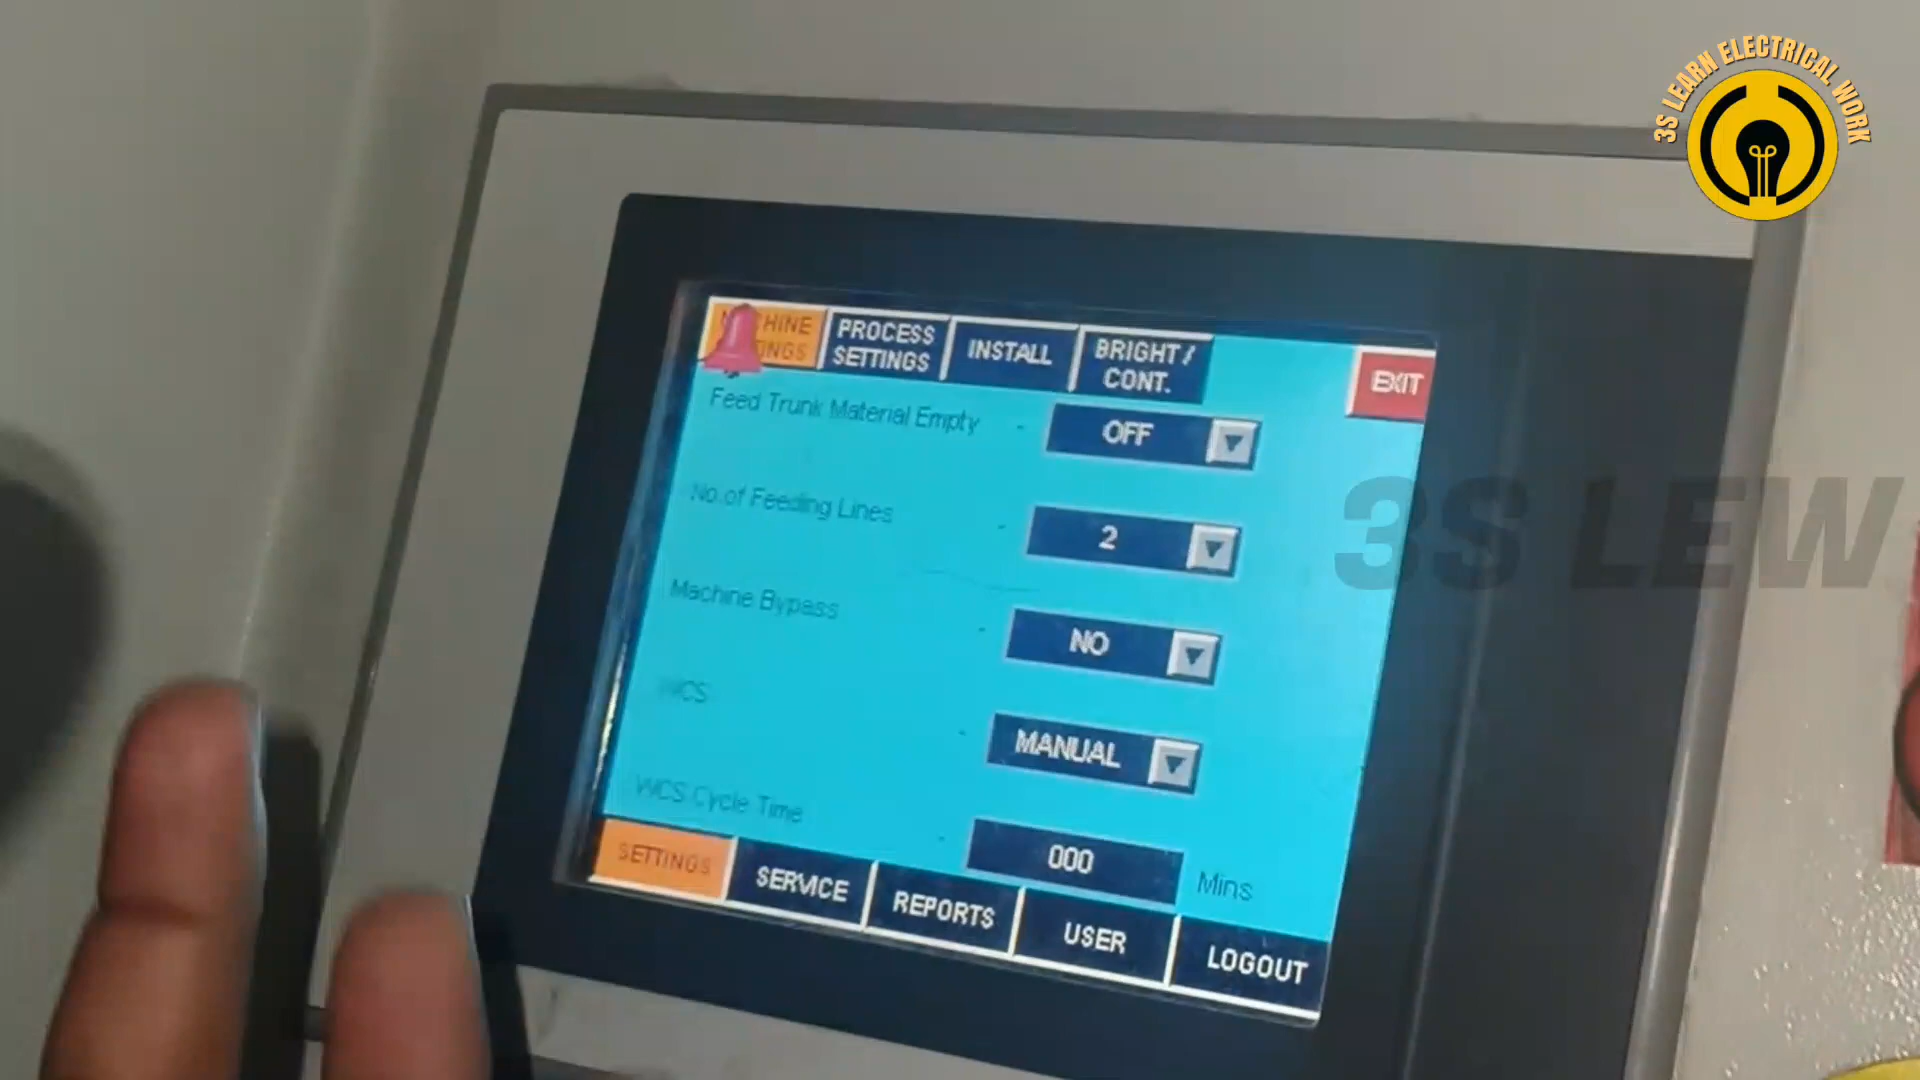 3S LEARN ELECTRICAL WORK
PROCESS
SETTINGS
INSTALL
BRIGHT /
CONT.
EXIT
Feed Trunk Material Empty - OFF
No.of Feeding Lines - 2
Machine Bypass - NO
WCS - MANUAL
WCS Cycle Time - 000 Mins
SETTINGS
SERVICE
REPORTS
USER
LOGOUT
3S LEW